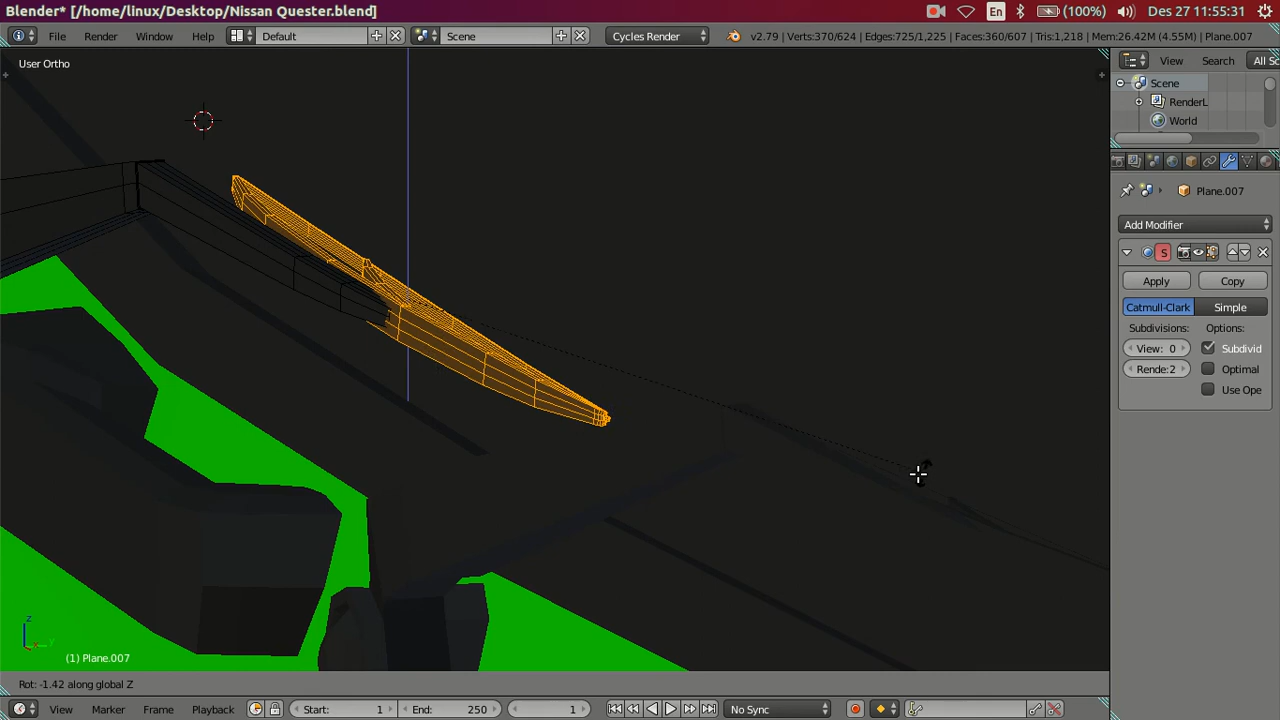 Blender* [/home/linux/Desktop/Nissan Quester.blend]
En (100%) Des 27 11:55:31
File Render Window Help Default Scene Cycles Render v2.79 | Verts:370/624 | Edges:725/1,225 | Faces:360/607 | Tris:1,218 | Mem:26.42M (4.55M) | Plane.007
User Ortho
View Search All Sc
Scene
RenderL
World
Plane.007
Add Modifier
S
Apply Copy
Catmull-Clark Simple
Subdivisions: Options:
View: 0 Subdivid
Rende:2 Optimal
Use Ope
z
x y
(1) Plane.007
Rot: -1.42 along global Z
View Marker Frame Playback Start: 1 End: 250 1 No Sync